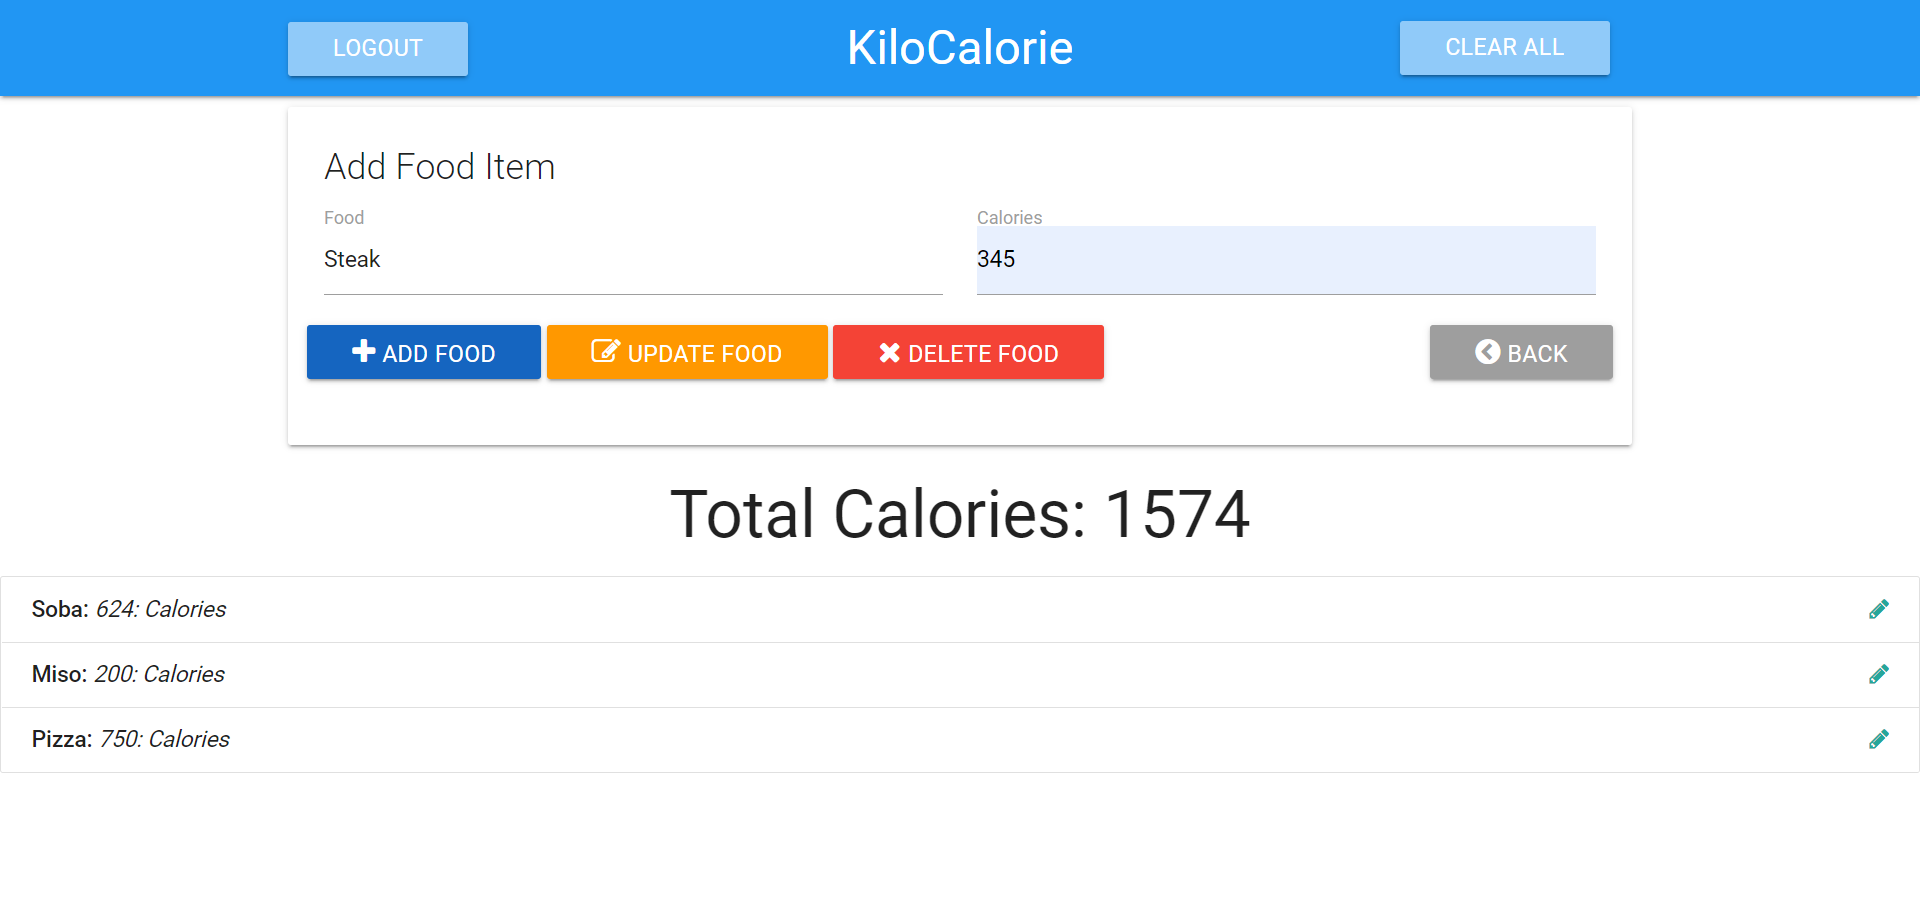 LOGOUT
KiloCalorie
CLEAR ALL
Add Food Item
Food
Calories
Steak
345
ADD FOOD
UPDATE FOOD
DELETE FOOD
BACK
Total Calories: 1574
Soba: 624: Calories
Miso: 200: Calories
Pizza: 750: Calories